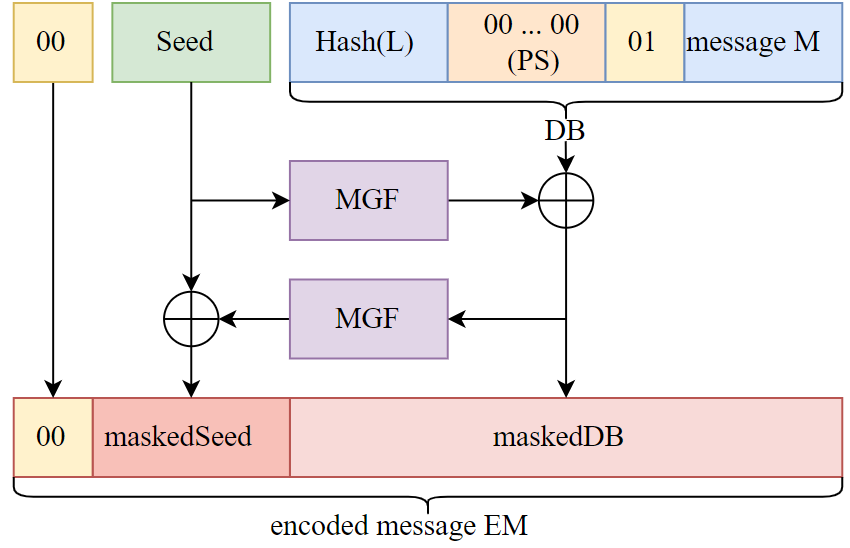 00
Seed
Hash(L)
00 ... 00
(PS)
01
message M
DB
MGF
MGF
00
maskedSeed
maskedDB
encoded message EM